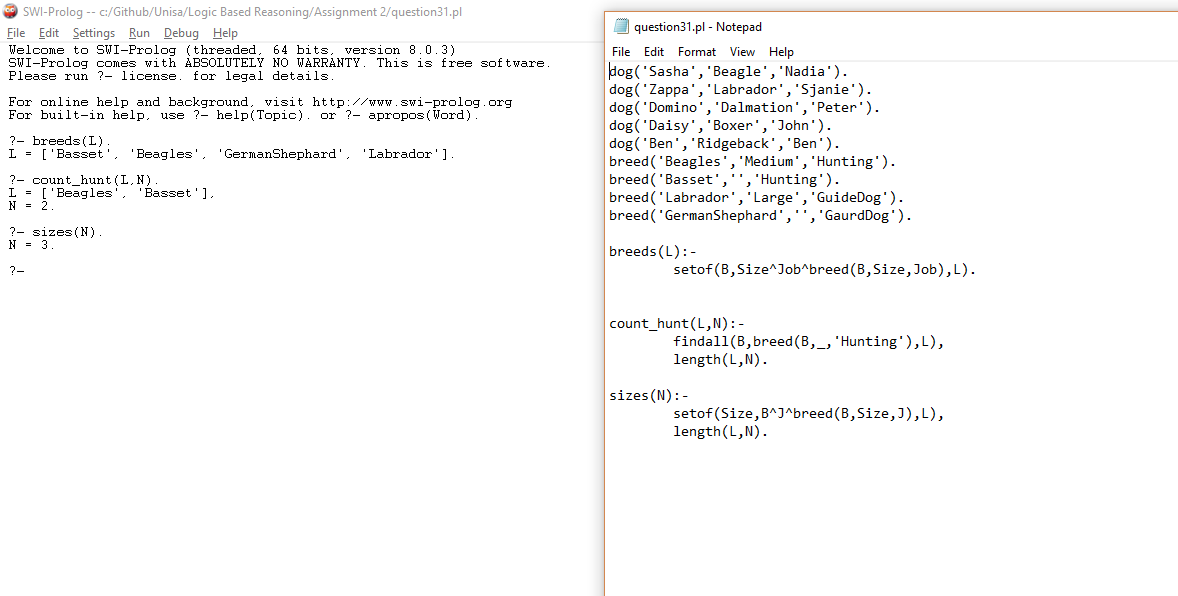 SWI-Prolog -- c:/Github/Unisa/Logic Based Reasoning/Assignment 2/question31.pl
File Edit Settings Run Debug Help
Welcome to SWI-Prolog (threaded, 64 bits, version 8.0.3)
SWI-Prolog comes with ABSOLUTELY NO WARRANTY. This is free software.
Please run ?- license. for legal details.
For online help and background, visit http://www.swi-prolog.org
For built-in help, use ?- help(Topic). or ?- apropos(Word).
?- breeds(L).
L = ['Basset', 'Beagles', 'GermanShephard', 'Labrador'].
?- count_hunt(L,N).
L = ['Beagles', 'Basset'],
N = 2.
?- sizes(N).
N = 3.
?-
question31.pl - Notepad
File Edit Format View Help
dog('Sasha','Beagle','Nadia').
dog('Zappa','Labrador','Sjanie').
dog('Domino','Dalmation','Peter').
dog('Daisy','Boxer','John').
dog('Ben','Ridgeback','Ben').
breed('Beagles','Medium','Hunting').
breed('Basset','','Hunting').
breed('Labrador','Large','GuideDog').
breed('GermanShephard','','GaurdDog').
breeds(L):-
setof(B,Size^Job^breed(B,Size,Job),L).
count_hunt(L,N):-
findall(B,breed(B,_,'Hunting'),L),
length(L,N).
sizes(N):-
setof(Size,B^J^breed(B,Size,J),L),
length(L,N).